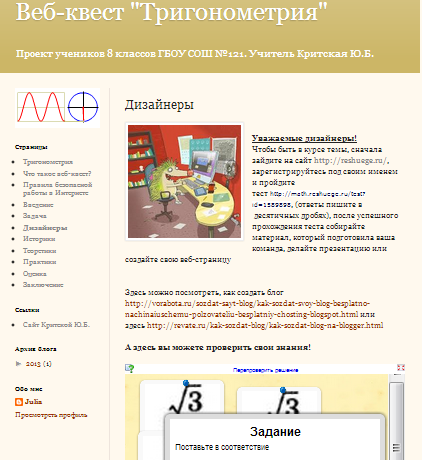 Веб-квест "Тригонометрия"
Проект учеников 8 классов ГБОУ СОШ №121. Учитель Критская Ю.Б.
Страницы
Тригонометрия
Что такое веб-квест?
Правила безопасной
работы в Интернете
Введение
Задача
Дизайнеры
Историки
Теоретики
Практики
Оценка
Заключение
Ссылки
Сайт Критской Ю.Б.
Архив блога
► 2013 (1)
Обо мне
Julia
Просмотреть профиль
Дизайнеры
Уважаемые дизайнеры!
Чтобы быть в курсе темы, сначала
зайдите на сайт http://reshuege.ru/,
зарегистрируйтесь под своим именем
и пройдите
тест http://math.reshuege.ru/test?
id=1589898, (ответы пишите в
десятичных дробях), после успешного
прохождения теста собирайте
материал, который подготовила ваша
команда, делайте презентацию или
создайте свою веб-страницу
Здесь можно посмотреть, как создать блог
http://vorabota.ru/sozdat-sayt-blog/kak-sozdat-svoy-blog-besplatno-
nachinaiuschemu-polzovateliu-besplatniy-chosting-blogspot.html или
здесь http://revate.ru/kak-sozdat-blog/kak-sozdat-blog-na-blogger.html
А здесь вы можете проверить свои знания!
Перепроверить решение
√3
√3
Задание
Поставьте в соответствие